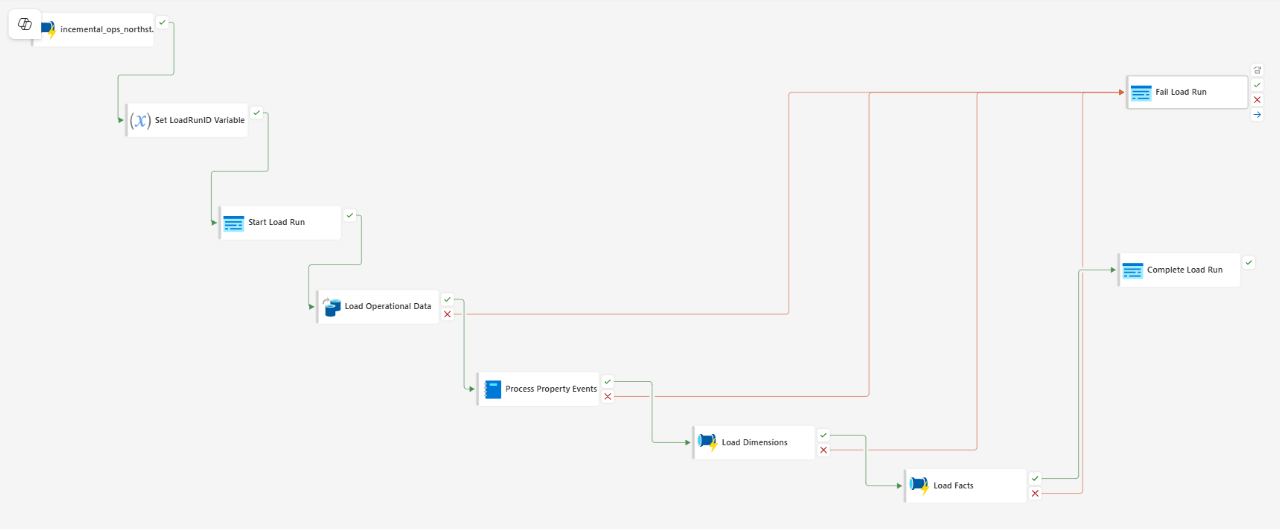 incemental_ops_northst.
(x) Set LoadRunID Variable
Fail Load Run
Start Load Run
Complete Load Run
Load Operational Data
Process Property Events
Load Dimensions
Load Facts